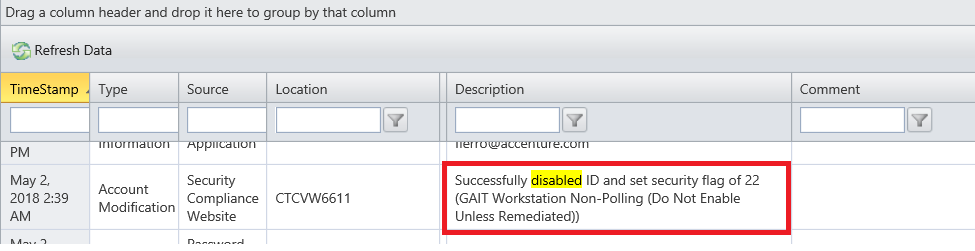 Drag a column header and drop it here to group by that column
Refresh Data
TimeStamp Type Source Location Description Comment
PM Information Application fierro@accenture.com
May 2, 2018 2:39 AM
Account Modification
Security Compliance Website
CTCVW6611
Successfully disabled ID and set security flag of 22
(GAIT Workstation Non-Polling (Do Not Enable
Unless Remediated))
May 2, Password